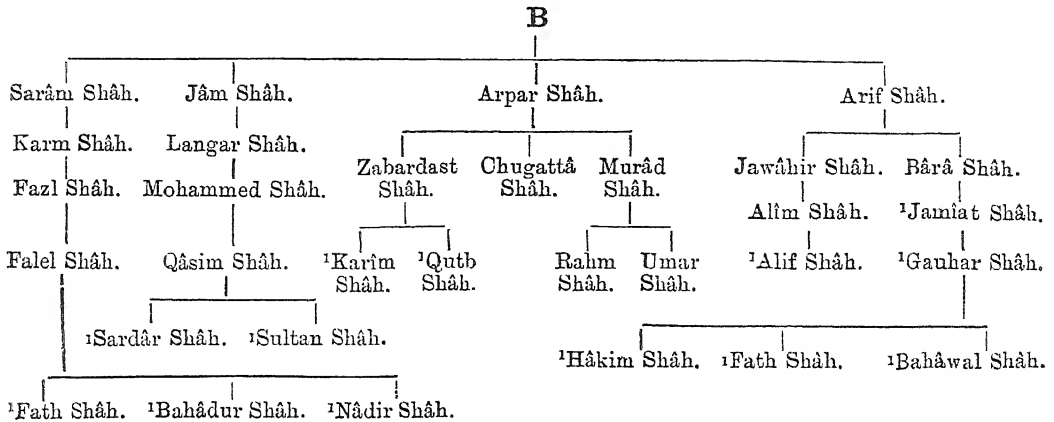 B
Sarâm Shâh. Jâm Shâh. Arpar Shâh. Arif Shâh.
Karm Shâh. Langar Shâh.
Zabardast Shâh. Chugattâ Shâh. Murâd Shâh. Jawâhir Shâh. Bârâ Shâh.
Fazl Shâh. Mohammed Shâh.
Alîm Shâh. ¹Jamîat Shâh.
Falel Shâh. Qâsim Shâh. ¹Karîm Shâh. ¹Qutb Shâh. Rahm Shâh. Umar Shâh. ¹Alif Shâh. ¹Gauhar Shâh.
¹Sardâr Shâh. ¹Sultan Shâh.
¹Hâkim Shâh. ¹Fath Shâh. ¹Bahâwal Shâh.
¹Fath Shâh. ¹Bahâdur Shâh. ¹Nâdir Shâh.